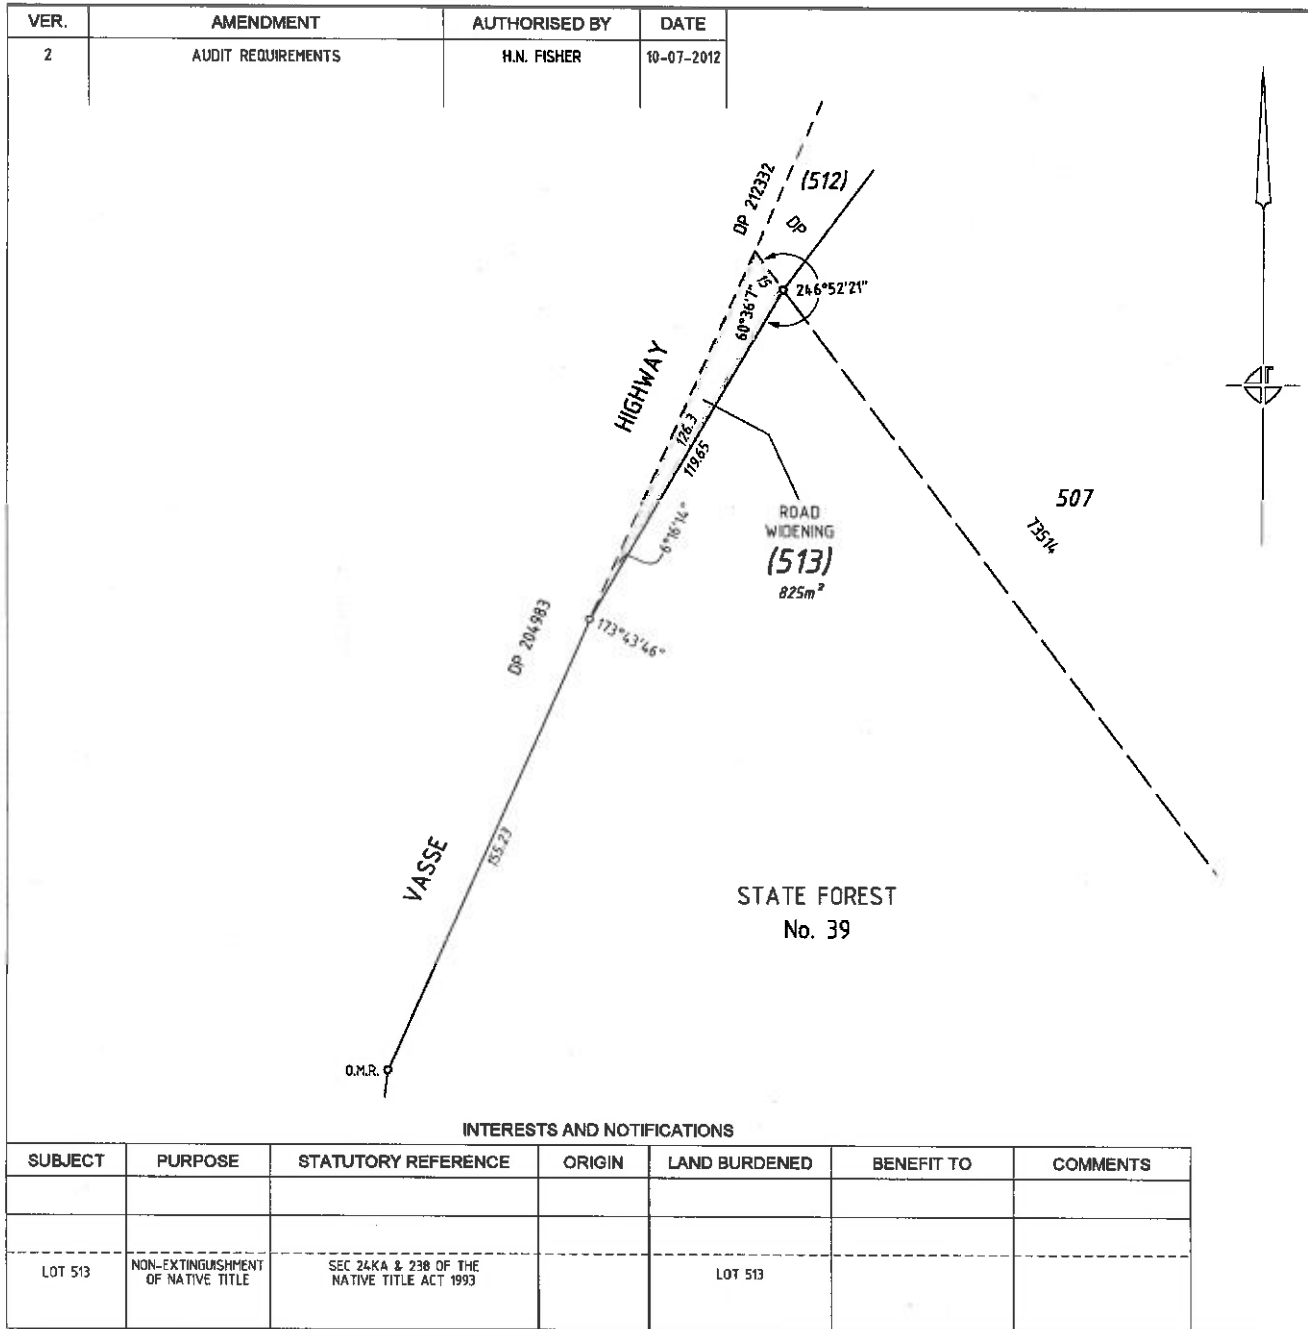 VER. AMENDMENT AUTHORISED BY DATE
2 AUDIT REQUIREMENTS H.N. FISHER 10-07-2012
DP 212332
(512)
DP
15
246°52'21"
60°36'7"
HIGHWAY
126.3
119.65
6°16'14"
507
73514
ROAD
WIDENING
(513)
825m²
DP 204983
173°43'46"
155.23
VASSE
STATE FOREST
No. 39
O.M.R.
INTERESTS AND NOTIFICATIONS
SUBJECT PURPOSE STATUTORY REFERENCE ORIGIN LAND BURDENED BENEFIT TO COMMENTS
LOT 513 NON-EXTINGUISHMENT SEC 24KA & 238 OF THE LOT 513
OF NATIVE TITLE NATIVE TITLE ACT 1993